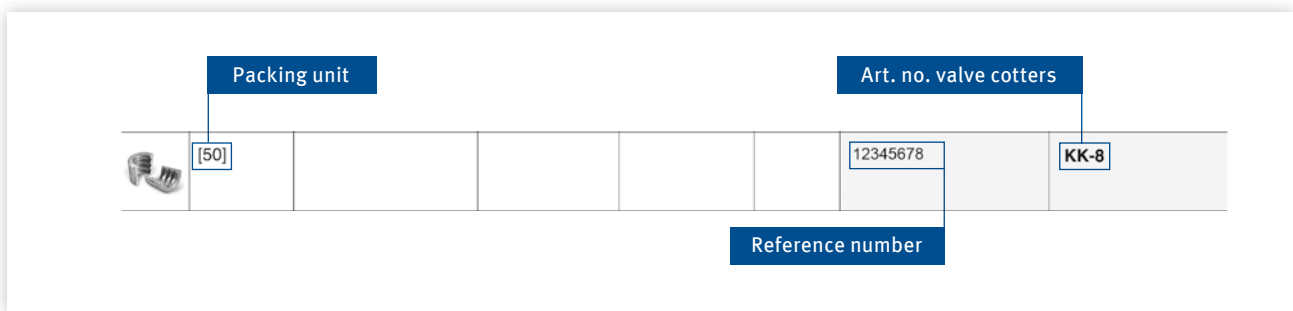 Packing unit
Art. no. valve cotters
[50]
12345678
KK-8
Reference number